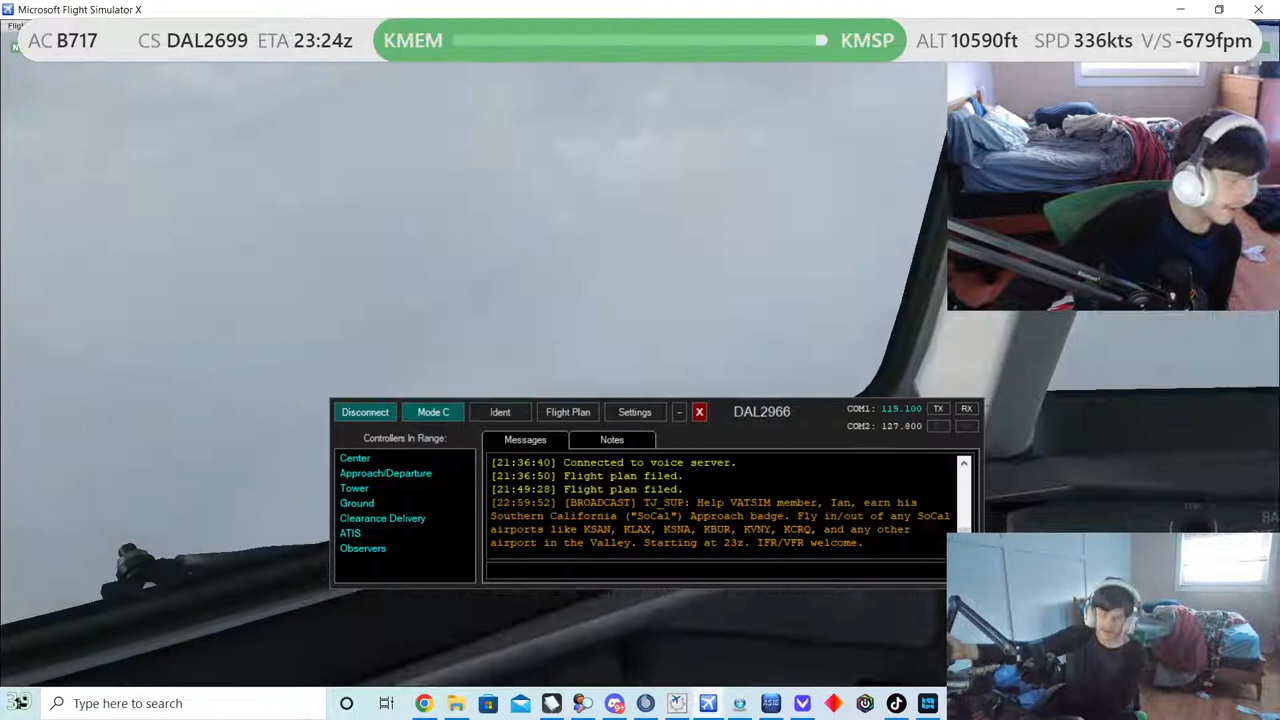 Microsoft Flight Simulator X
AC B717 CS DAL2699 ETA 23:24z KMEM KMSP ALT 10590ft SPD 336kts V/S -679fpm
Disconnect Mode C Ident Flight Plan Settings – X DAL2966 COM1: 115.100 TX RX
COM2: 127.800
Controllers In Range: Messages Notes
Center
Approach/Departure
Tower
Ground
Clearance Delivery
ATIS
Observers
[21:36:40] Connected to voice server.
[21:36:50] Flight plan filed.
[21:49:28] Flight plan filed.
[22:59:52] [BROADCAST] TJ_SUP: Help VATSIM member, Ian, earn his
Southern California ("SoCal") Approach badge. Fly in/out of any SoCal
airports like KSAN, KLAX, KSNA, KBUR, KVNY, KCRQ, and any other
airport in the Valley. Starting at 23z. IFR/VFR welcome.
Type here to search